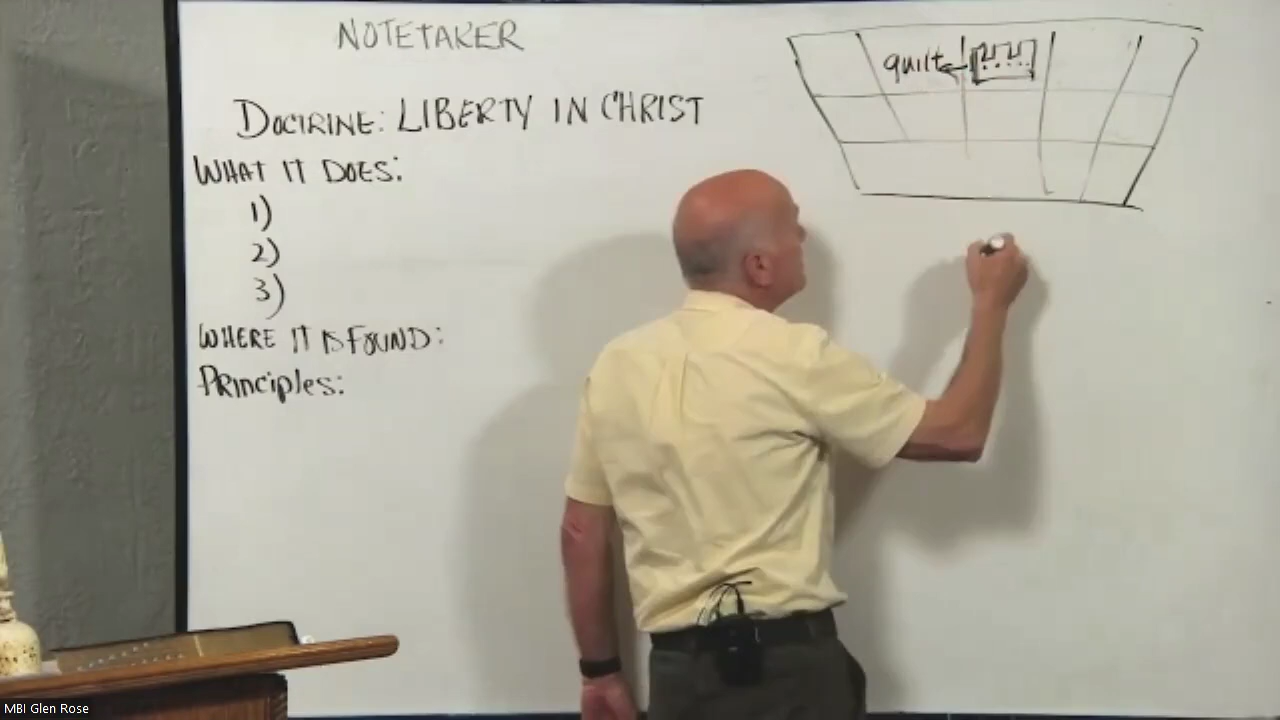 NOTETAKER
DOCTRINE: LIBERTY IN CHRIST
WHAT IT DOES:
1)
2)
3)
WHERE IT IS FOUND:
PRINciples:
quilt
MBI Glen Rose